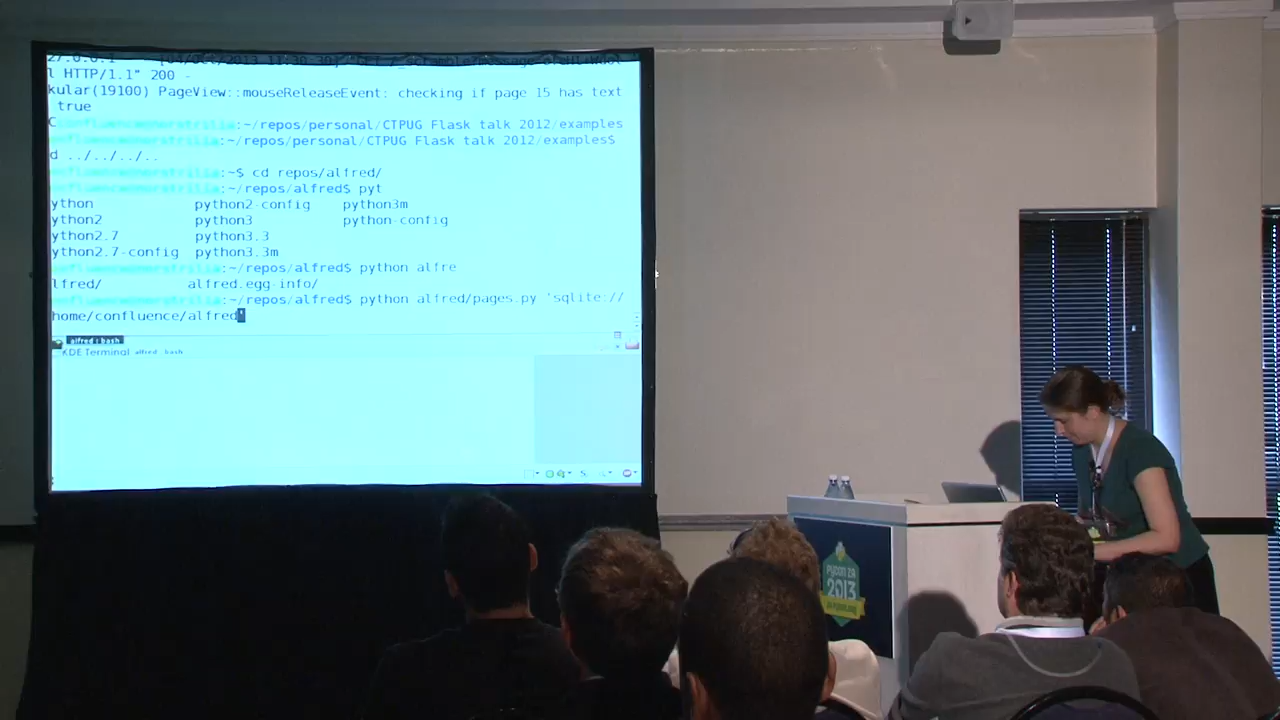 l HTTP/1.1" 200 -
kular(19100) PageView::mouseReleaseEvent: checking if page 15 has text
true
:~/repos/personal/CTPUG Flask talk 2012/examples
:~/repos/personal/CTPUG Flask talk 2012/examples$
d ../../../..
:~$ cd repos/alfred/
:~/repos/alfred$ pyt
ython python2-config python3m
ython2 python3 python-config
ython2.7 python3.3
ython2.7-config python3.3m
:~/repos/alfred$ python alfre
lfred/ alfred.egg-info/
:~/repos/alfred$ python alfred/pages.py 'sqlite://
home/confluence/alfred'
alfred : bash
KDE Terminal alfred : bash
PYCON ZA
2013